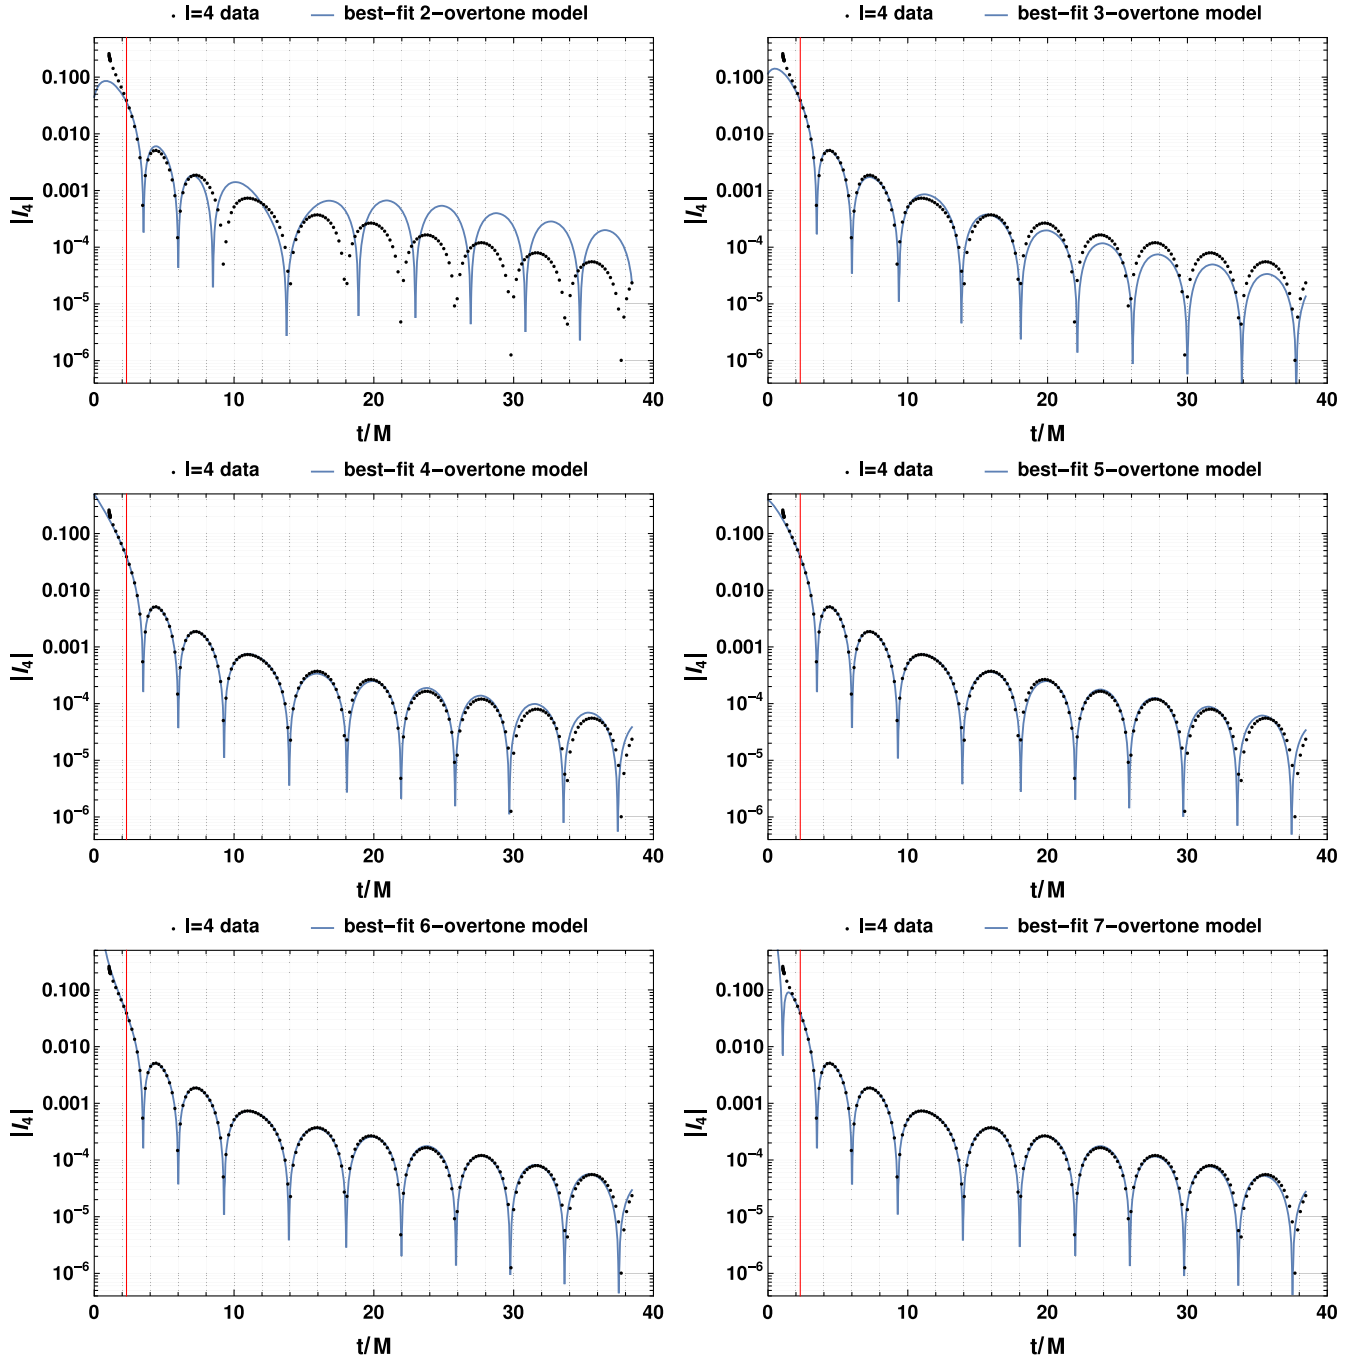 l=4 data best-fit 2-overtone model l=4 data best-fit 3-overtone model
0.100 0.100
0.010 0.010
|I₄| 0.001 |I₄| 0.001
10⁻⁴ 10⁻⁴
10⁻⁵ 10⁻⁵
10⁻⁶ 10⁻⁶
0 10 20 30 40 0 10 20 30 40
t/M t/M
l=4 data best-fit 4-overtone model l=4 data best-fit 5-overtone model
0.100 0.100
0.010 0.010
|I₄| 0.001 |I₄| 0.001
10⁻⁴ 10⁻⁴
10⁻⁵ 10⁻⁵
10⁻⁶ 10⁻⁶
0 10 20 30 40 0 10 20 30 40
t/M t/M
l=4 data best-fit 6-overtone model l=4 data best-fit 7-overtone model
0.100 0.100
0.010 0.010
|I₄| 0.001 |I₄| 0.001
10⁻⁴ 10⁻⁴
10⁻⁵ 10⁻⁵
10⁻⁶ 10⁻⁶
0 10 20 30 40 0 10 20 30 40
t/M t/M